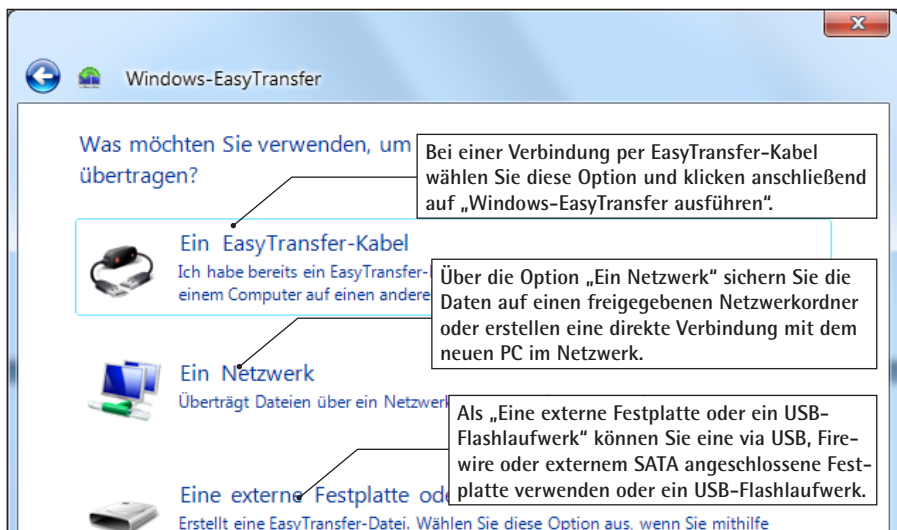 X
Windows-EasyTransfer
Was möchten Sie verwenden, um
übertragen?
Bei einer Verbindung per EasyTransfer-Kabel
wählen Sie diese Option und klicken anschließend
auf „Windows-EasyTransfer ausführen“.
Ein EasyTransfer-Kabel
Ich habe bereits ein EasyTransfer-
einem Computer auf einen andere
Über die Option „Ein Netzwerk“ sichern Sie die
Daten auf einen freigegebenen Netzwerkordner
oder erstellen eine direkte Verbindung mit dem
neuen PC im Netzwerk.
Ein Netzwerk
Überträgt Dateien über ein Netzwerk
Als „Eine externe Festplatte oder ein USB-
Flashlaufwerk“ können Sie eine via USB, Fire-
wire oder externem SATA angeschlossene Fest-
platte verwenden oder ein USB-Flashlaufwerk.
Eine externe Festplatte ode
Erstellt eine EasyTransfer-Datei. Wählen Sie diese Option aus, wenn Sie mithilfe